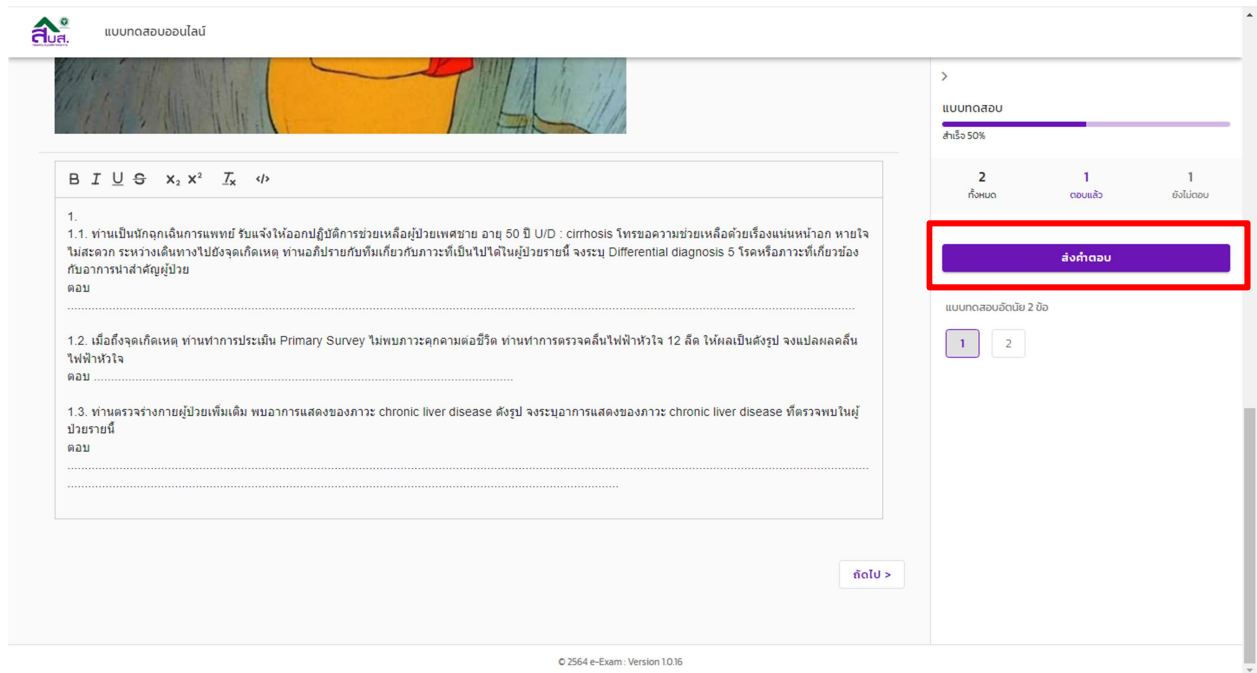 สบส.
แบบทดสอบออนไลน์
แบบทดสอบ
สำเร็จ 50%
2
ทั้งหมด
1
ตอบแล้ว
1
ยังไม่ตอบ
ส่งคำตอบ
แบบทดสอบอัตนัย 2 ข้อ
1 2
B I U S x₂ x² Tx </>
1.
1.1. ท่านเป็นนักฉุกเฉินการแพทย์ รับแจ้งให้ออกปฏิบัติการช่วยเหลือผู้ป่วยเพศชาย อายุ 50 ปี U/D : cirrhosis โทรขอความช่วยเหลือด้วยเรื่องแน่นหน้าอก หายใจ
ไม่สะดวก ระหว่างเดินทางไปยังจุดเกิดเหตุ ท่านอภิปรายกับทีมเกี่ยวกับภาวะที่เป็นไปได้ในผู้ป่วยรายนี้ จงระบุ Differential diagnosis 5 โรคหรือภาวะที่เกี่ยวข้อง
กับอาการนำสำคัญผู้ป่วย
ตอบ
................................................................................
1.2. เมื่อถึงจุดเกิดเหตุ ท่านทำการประเมิน Primary Survey ไม่พบภาวะคุกคามต่อชีวิต ท่านทำการตรวจคลื่นไฟฟ้าหัวใจ 12 ลีด ให้ผลเป็นดังรูป จงแปลผลคลื่น
ไฟฟ้าหัวใจ
ตอบ ................................................................................
1.3. ท่านตรวจร่างกายผู้ป่วยเพิ่มเติม พบอาการแสดงของภาวะ chronic liver disease ดังรูป จงระบุอาการแสดงของภาวะ chronic liver disease ที่ตรวจพบในผู้
ป่วยรายนี้
ตอบ
................................................................................
................................................................................
ถัดไป >
© 2564 e-Exam : Version 1.0.16